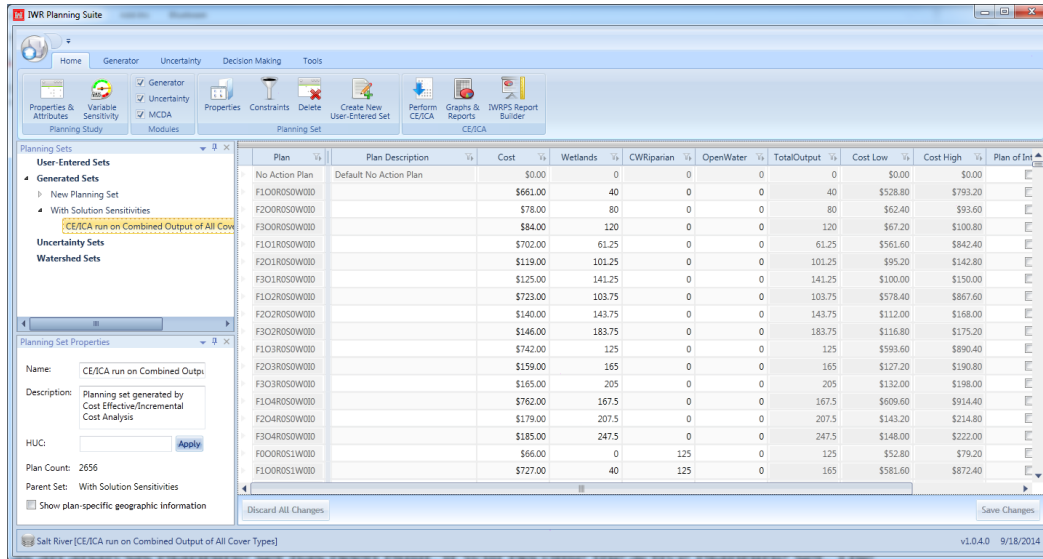 IWR Planning Suite
Home Generator Uncertainty Decision Making Tools
Properties & Attributes
Variable Sensitivity
Planning Study
Generator
Uncertainty
MCDA
Modules
Properties
Constraints
Delete
Create New User-Entered Set
Planning Set
Perform CE/ICA
Graphs & Reports
IWRPS Report Builder
CE/ICA
Planning Sets
User-Entered Sets
Generated Sets
New Planning Set
With Solution Sensitivities
CE/ICA run on Combined Output of All Cove
Uncertainty Sets
Watershed Sets
Planning Set Properties
Name: CE/ICA run on Combined Outpu
Description: Planning set generated by
Cost Effective/Incremental
Cost Analysis
HUC: Apply
Plan Count: 2656
Parent Set: With Solution Sensitivities
Show plan-specific geographic information
Plan Plan Description Cost Wetlands CWRiparian OpenWater TotalOutput Cost Low Cost High Plan of Int
No Action Plan Default No Action Plan $0.00 0 0 0 0 $0.00 $0.00
F1O0R0S0W0I0 $661.00 40 0 0 40 $528.80 $793.20
F2O0R0S0W0I0 $78.00 80 0 0 80 $62.40 $93.60
F3O0R0S0W0I0 $84.00 120 0 0 120 $67.20 $100.80
F1O1R0S0W0I0 $702.00 61.25 0 0 61.25 $561.60 $842.40
F2O1R0S0W0I0 $119.00 101.25 0 0 101.25 $95.20 $142.80
F3O1R0S0W0I0 $125.00 141.25 0 0 141.25 $100.00 $150.00
F1O2R0S0W0I0 $723.00 103.75 0 0 103.75 $578.40 $867.60
F2O2R0S0W0I0 $140.00 143.75 0 0 143.75 $112.00 $168.00
F3O2R0S0W0I0 $146.00 183.75 0 0 183.75 $116.80 $175.20
F1O3R0S0W0I0 $742.00 125 0 0 125 $593.60 $890.40
F2O3R0S0W0I0 $159.00 165 0 0 165 $127.20 $190.80
F3O3R0S0W0I0 $165.00 205 0 0 205 $132.00 $198.00
F1O4R0S0W0I0 $762.00 167.5 0 0 167.5 $609.60 $914.40
F2O4R0S0W0I0 $179.00 207.5 0 0 207.5 $143.20 $214.80
F3O4R0S0W0I0 $185.00 247.5 0 0 247.5 $148.00 $222.00
F0O0R0S1W0I0 $66.00 0 125 0 125 $52.80 $79.20
F1O0R0S1W0I0 $727.00 40 125 0 165 $581.60 $872.40
Discard All Changes Save Changes
Salt River [CE/ICA run on Combined Output of All Cover Types] v1.0.4.0 9/18/2014